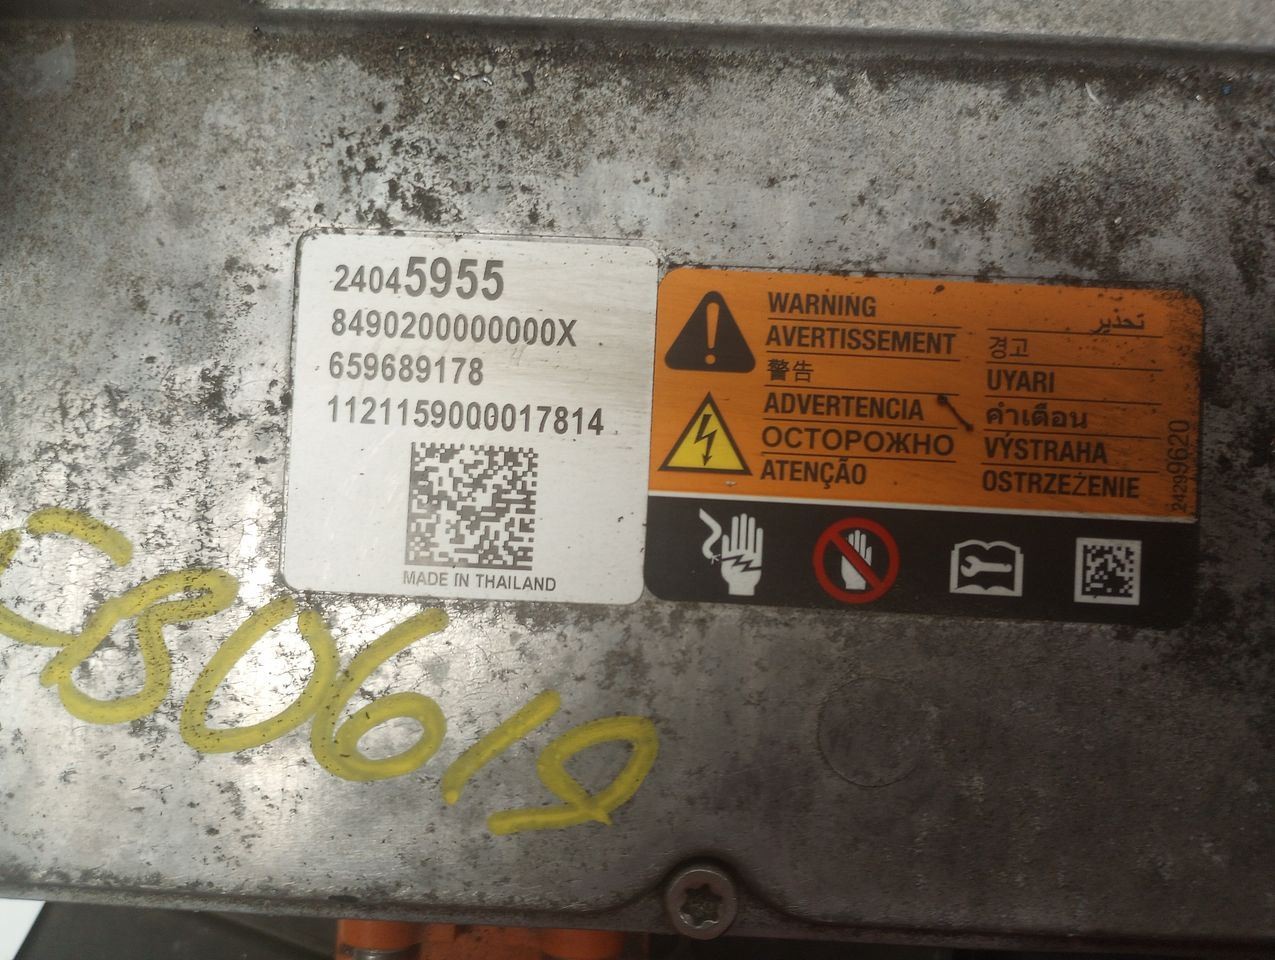 24045955
8490200000000X
659689178
112115900017814
MADE IN THAILAND
WARNING
AVERTISSEMENT
警告
ADVERTENCIA
ОСТОРОЖНО
ATENÇÃO
تحذير
경고
UYARI
คำเตือน
VÝSTRAHA
OSTRZEŻENIE
24299620